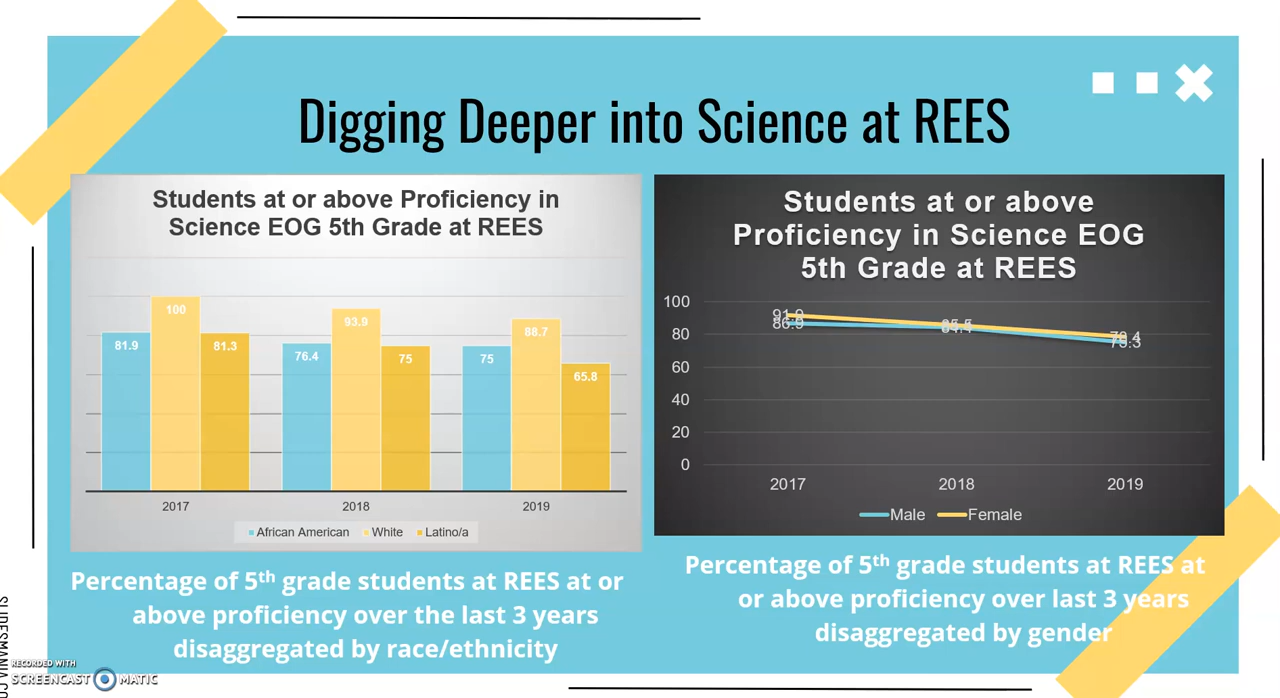 Digging Deeper into Science at REES
Students at or above Proficiency in
Science EOG 5th Grade at REES
100
93.9
88.7
81.9
81.3
76.4
75
75
65.8
2017
2018
2019
African American
White
Latino/a
Percentage of 5th grade students at REES at or
above proficiency over the last 3 years
disaggregated by race/ethnicity
Students at or above
Proficiency in Science EOG
5th Grade at REES
100
80
60
40
20
0
86.9
75.3
2017
2018
2019
Male
Female
Percentage of 5th grade students at REES at
or above proficiency over last 3 years
disaggregated by gender
RECORDED WITH
SCREENCAST MATIC